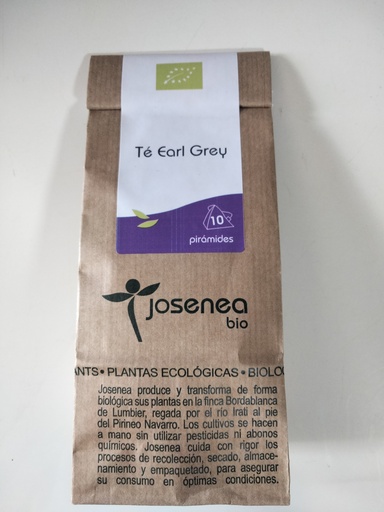 Té Earl Grey
10
pirámides
josenea
bio
PLANTAS ECOLÓGICAS •
Josenea produce y transforma de forma
biológica sus plantas en la finca Bordablanca
de Lumbier, regada por el río Irati al pie
del Pirineo Navarro. Los cultivos se hacen
a mano sin utilizar pesticidas ni abonos
químicos. Josenea cuida con rigor los
procesos de recolección, secado, almace-
namiento y empaquetado, para asegurar
su consumo en óptimas condiciones.